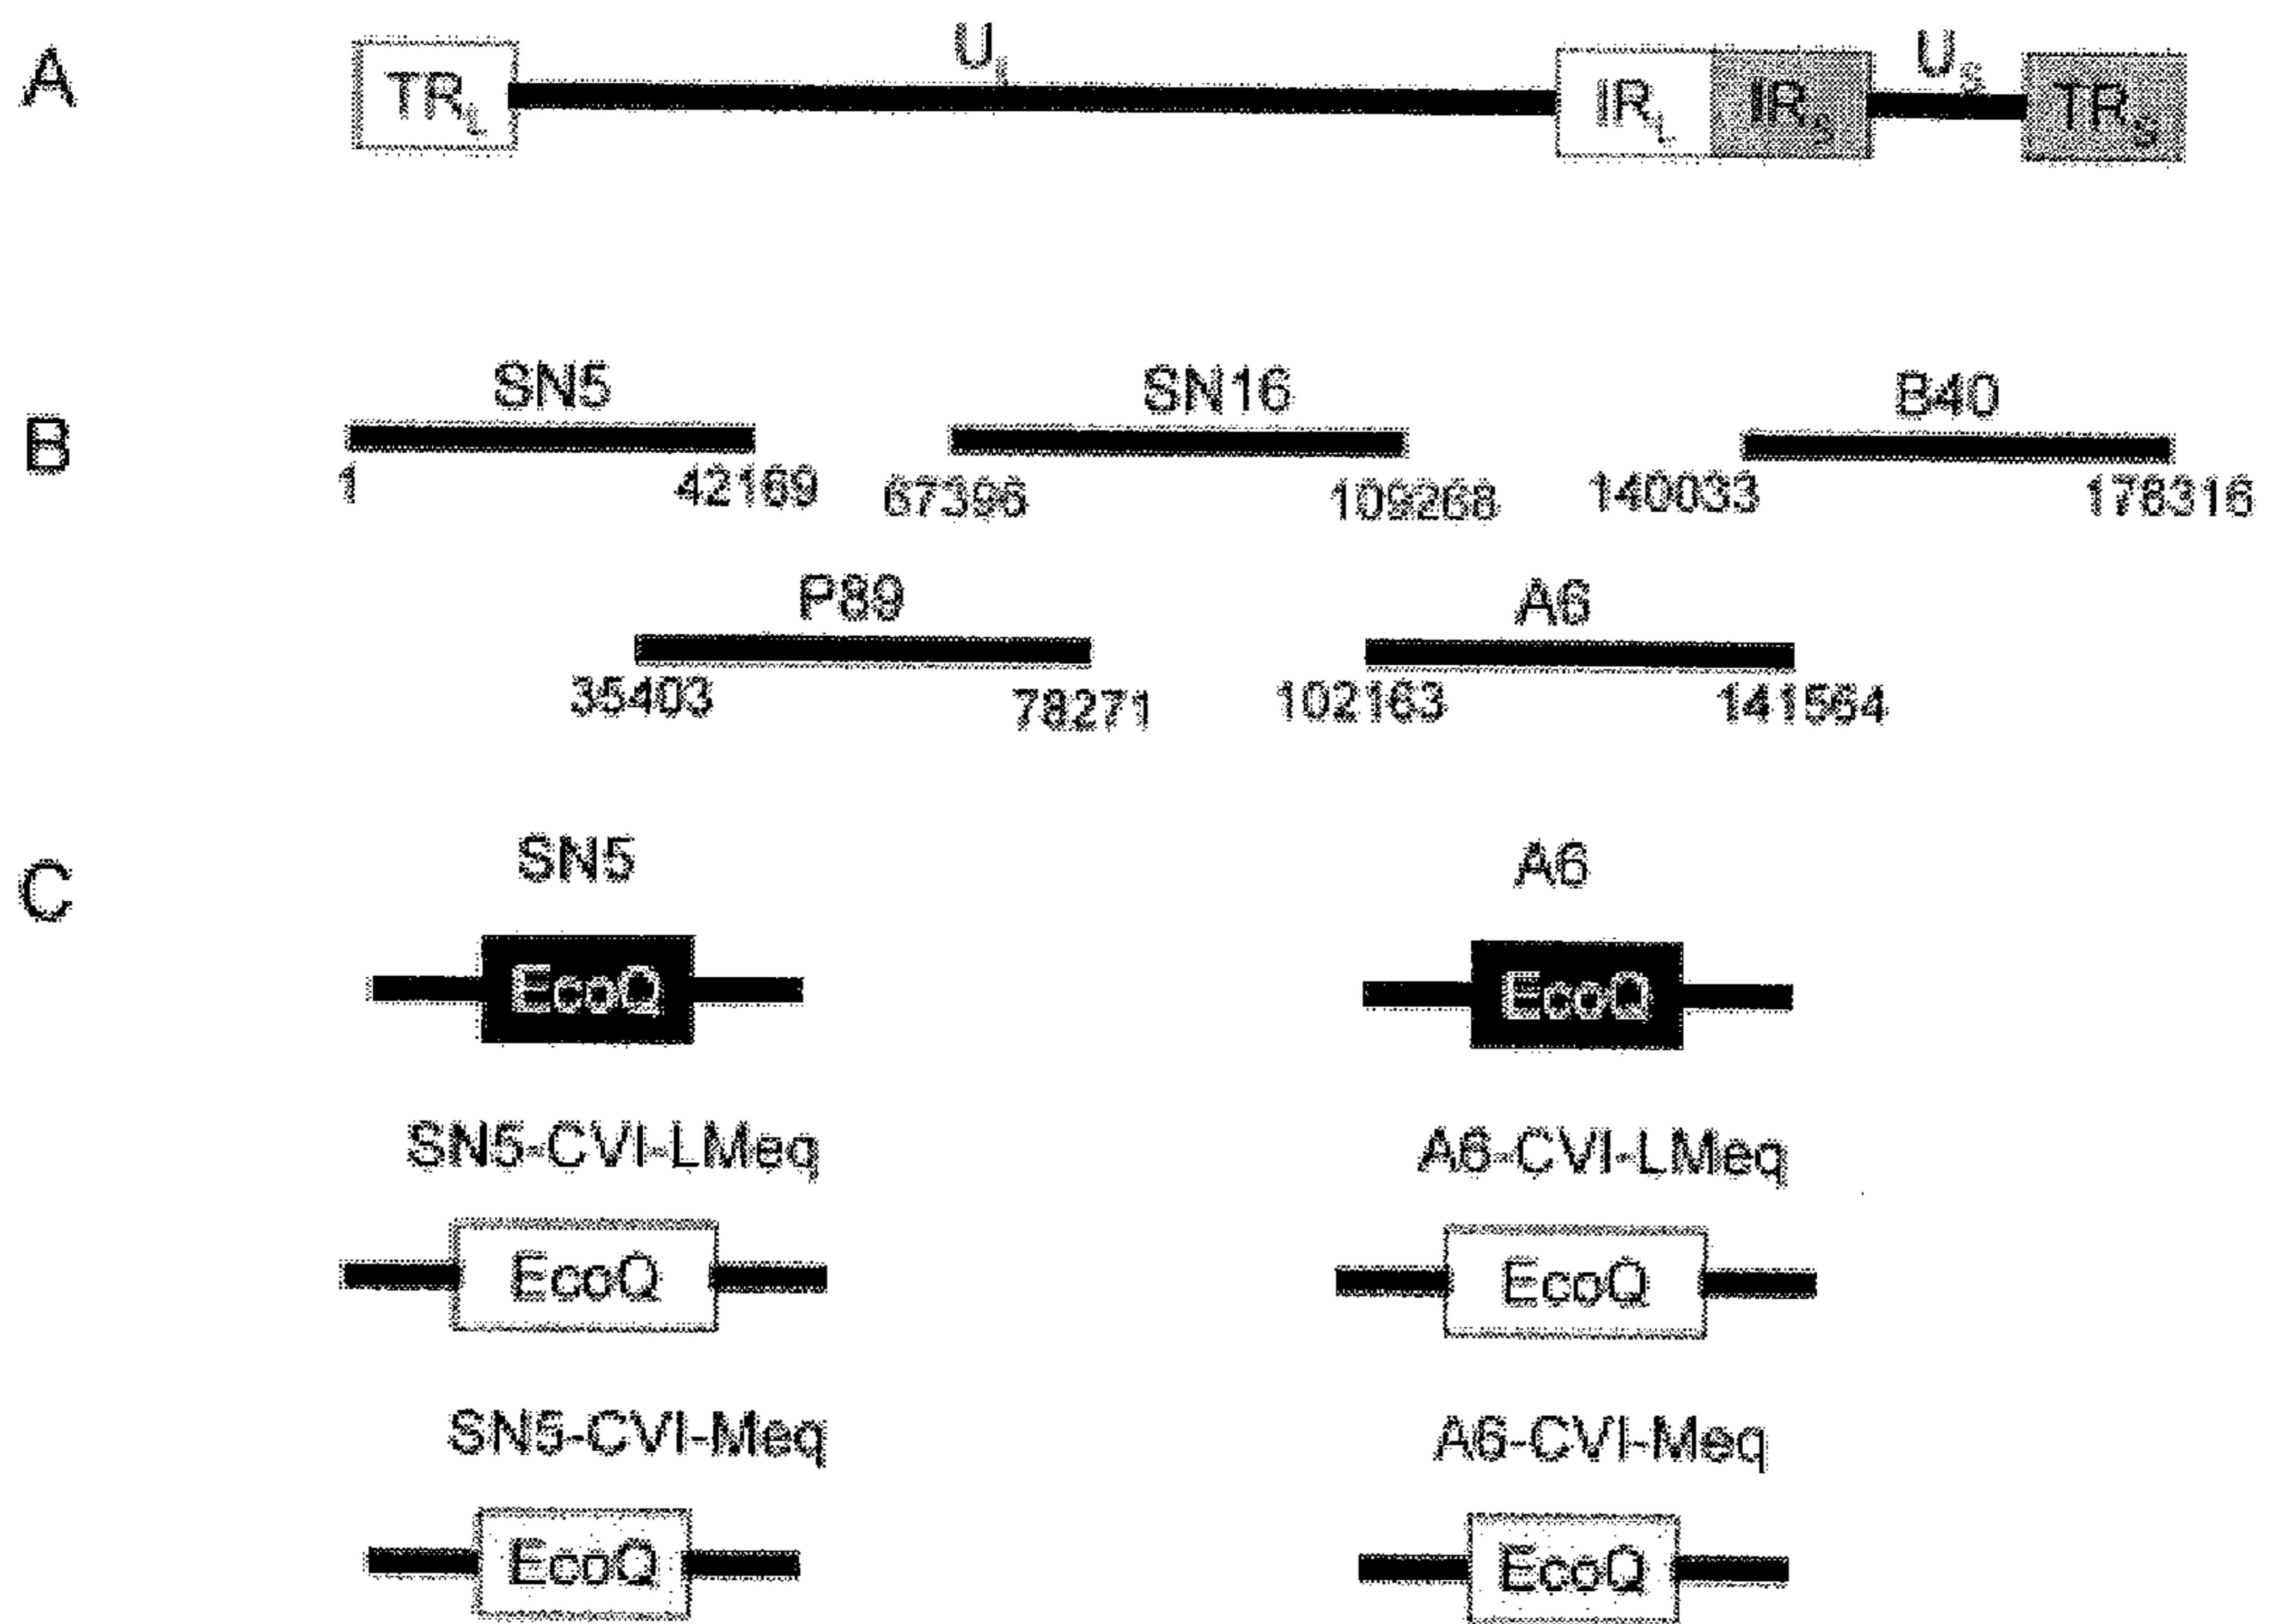 A
TR_L
U_L
IR_L
IR_S
U_S
TR_S
B
SN5
SN16
B40
1
42169
67396
109268
140033
178316
P89
A6
35403
78271
102163
141564
C
SN5
A6
EcoQ
EcoQ
SN5-CVI-LMeq
A6-CVI-LMeq
EcoQ
EcoQ
SN5-CVI-Meq
A6-CVI-Meq
EcoQ
EcoQ